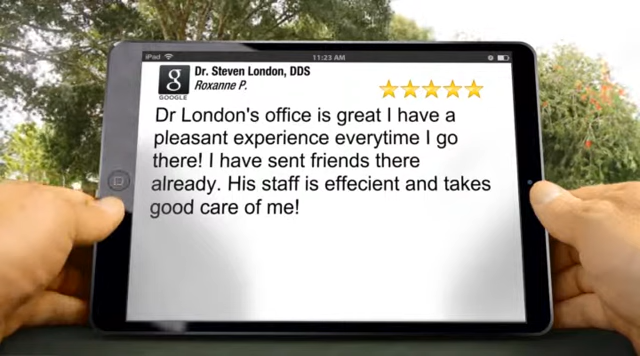 iPod
11:23 AM
g
GOOGLE
Dr. Steven London, DDS
Roxanne P.
Dr London's office is great I have a
pleasant experience everytime I go
there! I have sent friends there
already. His staff is effecient and takes
good care of me!